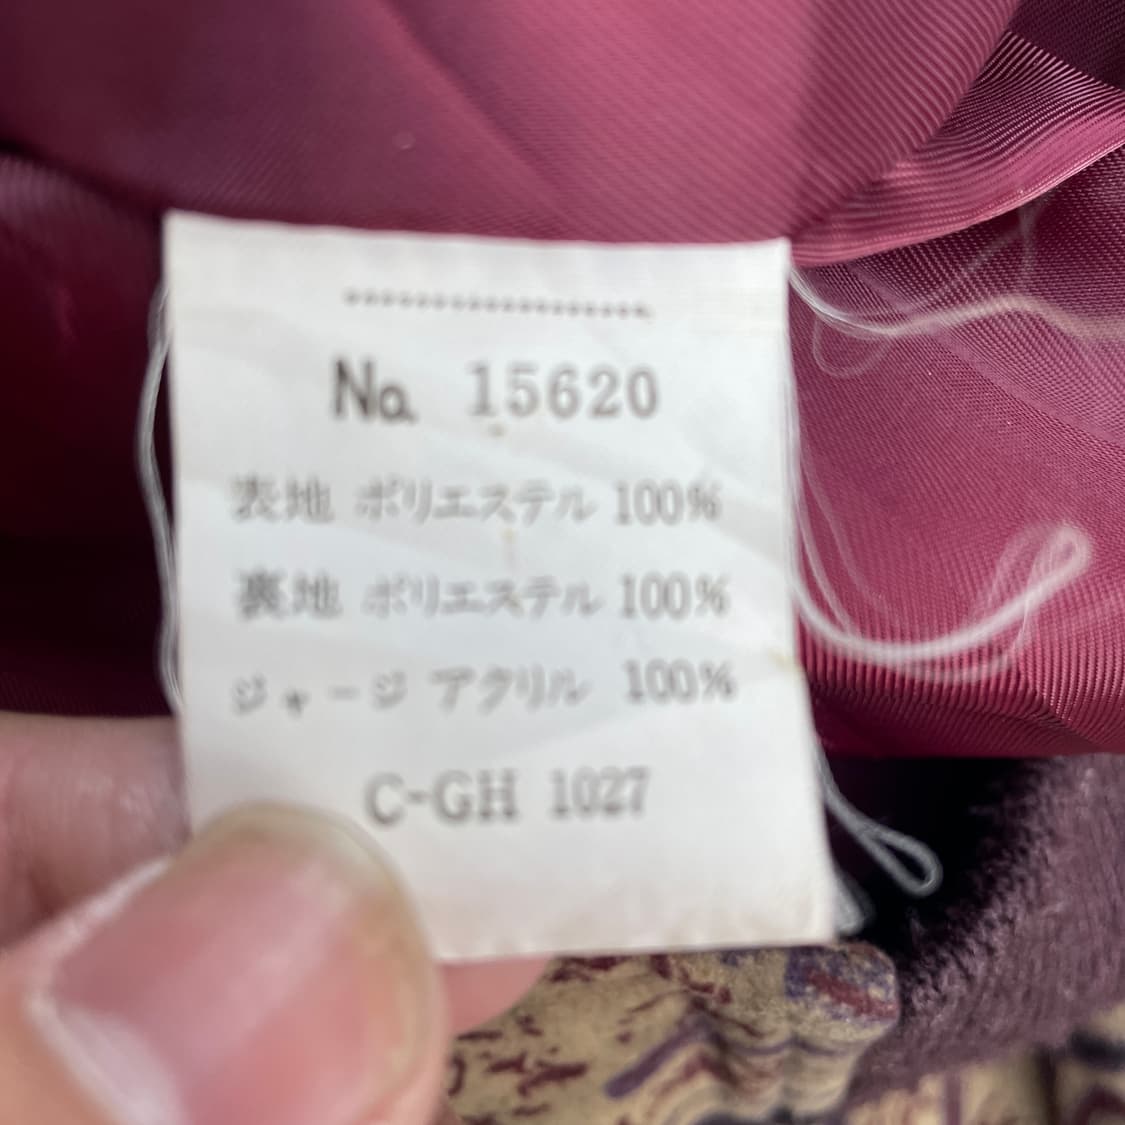 No. 15620
表地 ポリエステル 100%
裏地 ポリエステル 100%
ジャージ アクリル 100%
C-GH 1027